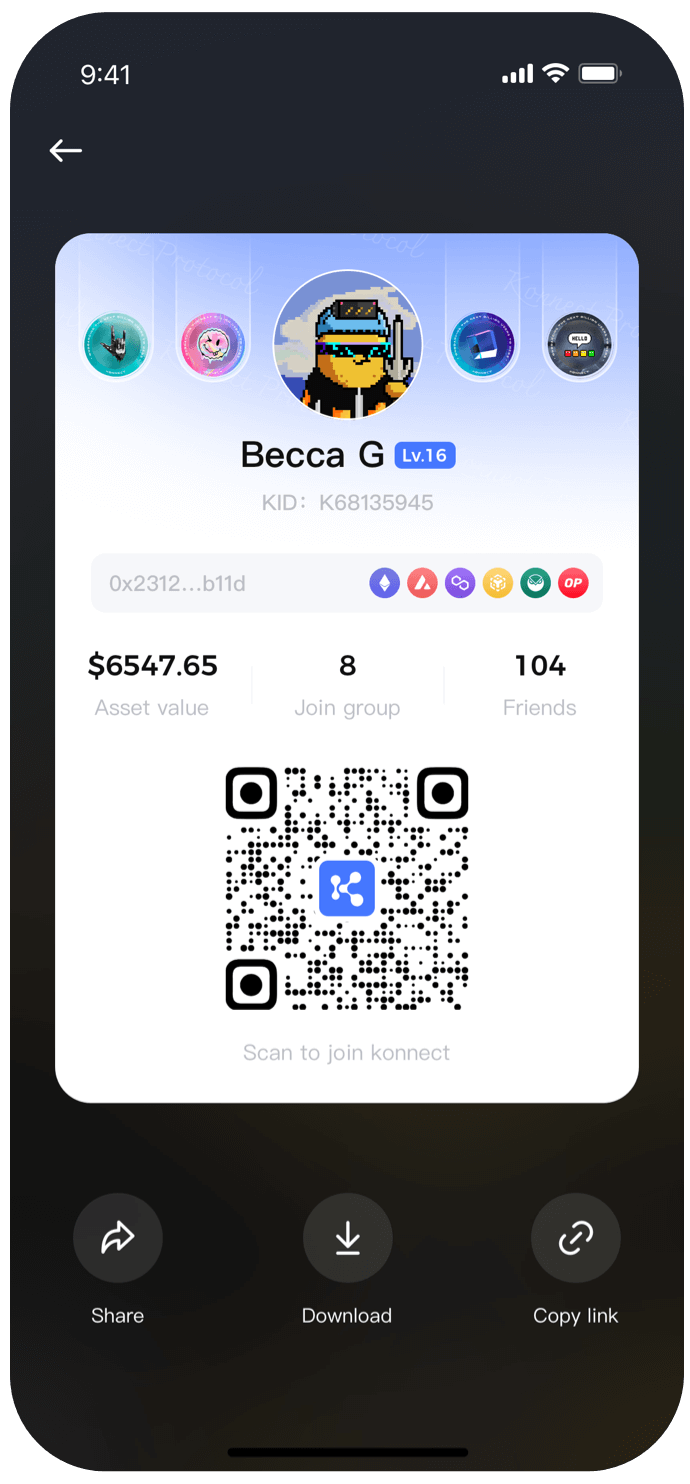 9:41
Konnect Protocol
HELLO
Becca G Lv.16
KID: K68135945
0x2312...b11d
OP
$6547.65 8 104
Asset value Join group Friends
Scan to join konnect
Share Download Copy link